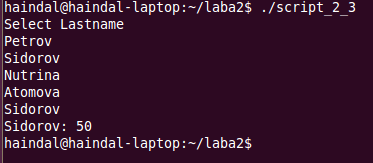 haindal@haindal-laptop:~/laba2$ ./script_2_3
Select Lastname
Petrov
Sidorov
Nutrina
Atomova
Sidorov
Sidorov: 50
haindal@haindal-laptop:~/laba2$